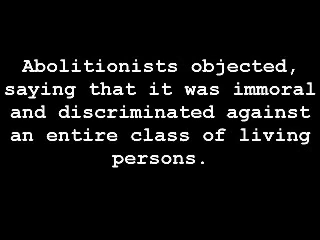 Abolitionists objected,
saying that it was immoral
and discriminated against
an entire class of living
persons.